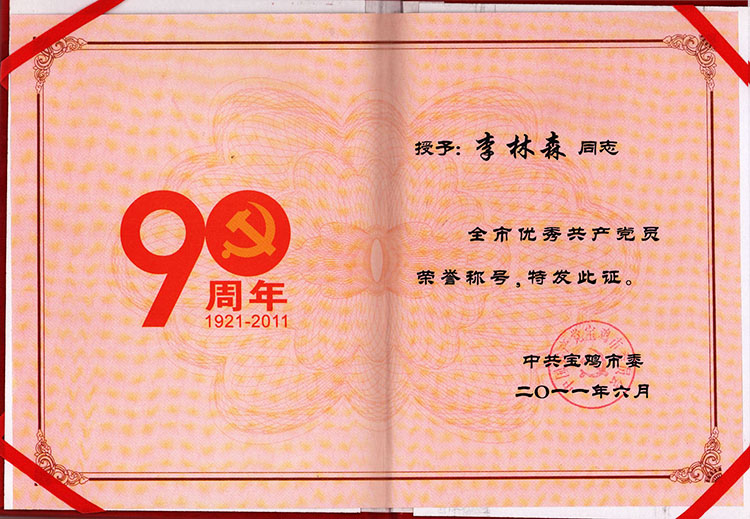 90
周年
1921-2011
授予：李林森 同志
全市优秀共产党员
荣誉称号，特发此证。
中共宝鸡市委
二〇一一年六月